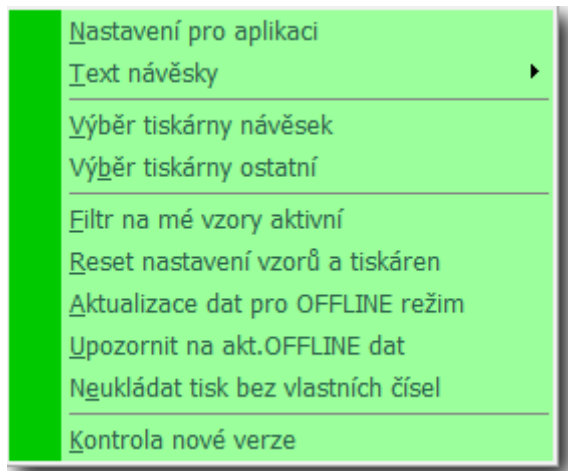 Nastavení pro aplikaci
Text návěsky
Výběr tiskárny návěsek
Výběr tiskárny ostatní
Filtr na mé vzory aktivní
Reset nastavení vzorů a tiskáren
Aktualizace dat pro OFFLINE režim
Upozornit na akt.OFFLINE dat
Neukládat tisk bez vlastních čísel
Kontrola nové verze